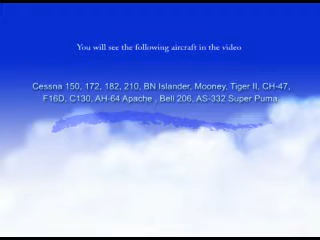 You will see the following aircraft in the video
Cessna 150, 172, 182, 210, BN Islander, Mooney, Tiger II, CH-47,
F16D, C130, AH-64 Apache , Bell 206, AS-332 Super Puma